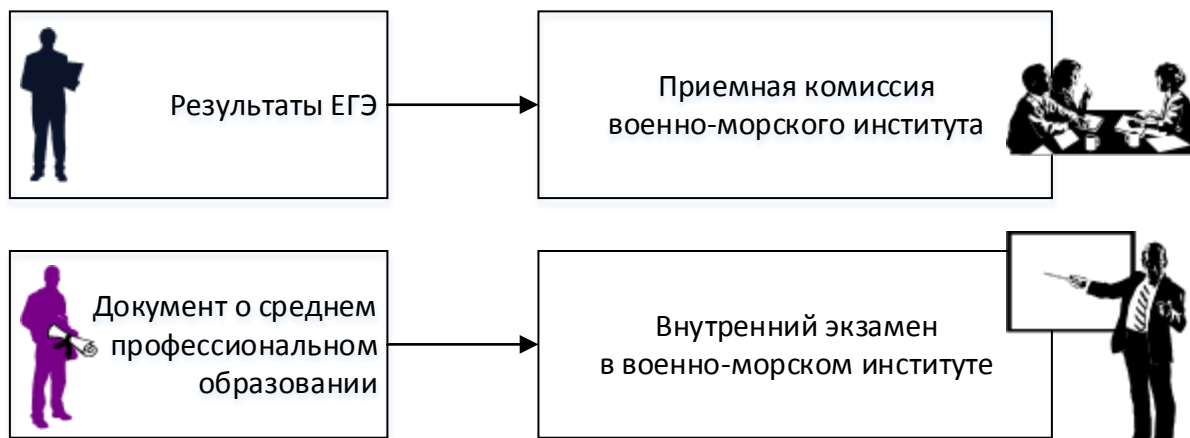 Результаты ЕГЭ
Приемная комиссия
военно-морского института
Документ о среднем
профессиональном
образовании
Внутренний экзамен
в военно-морском институте